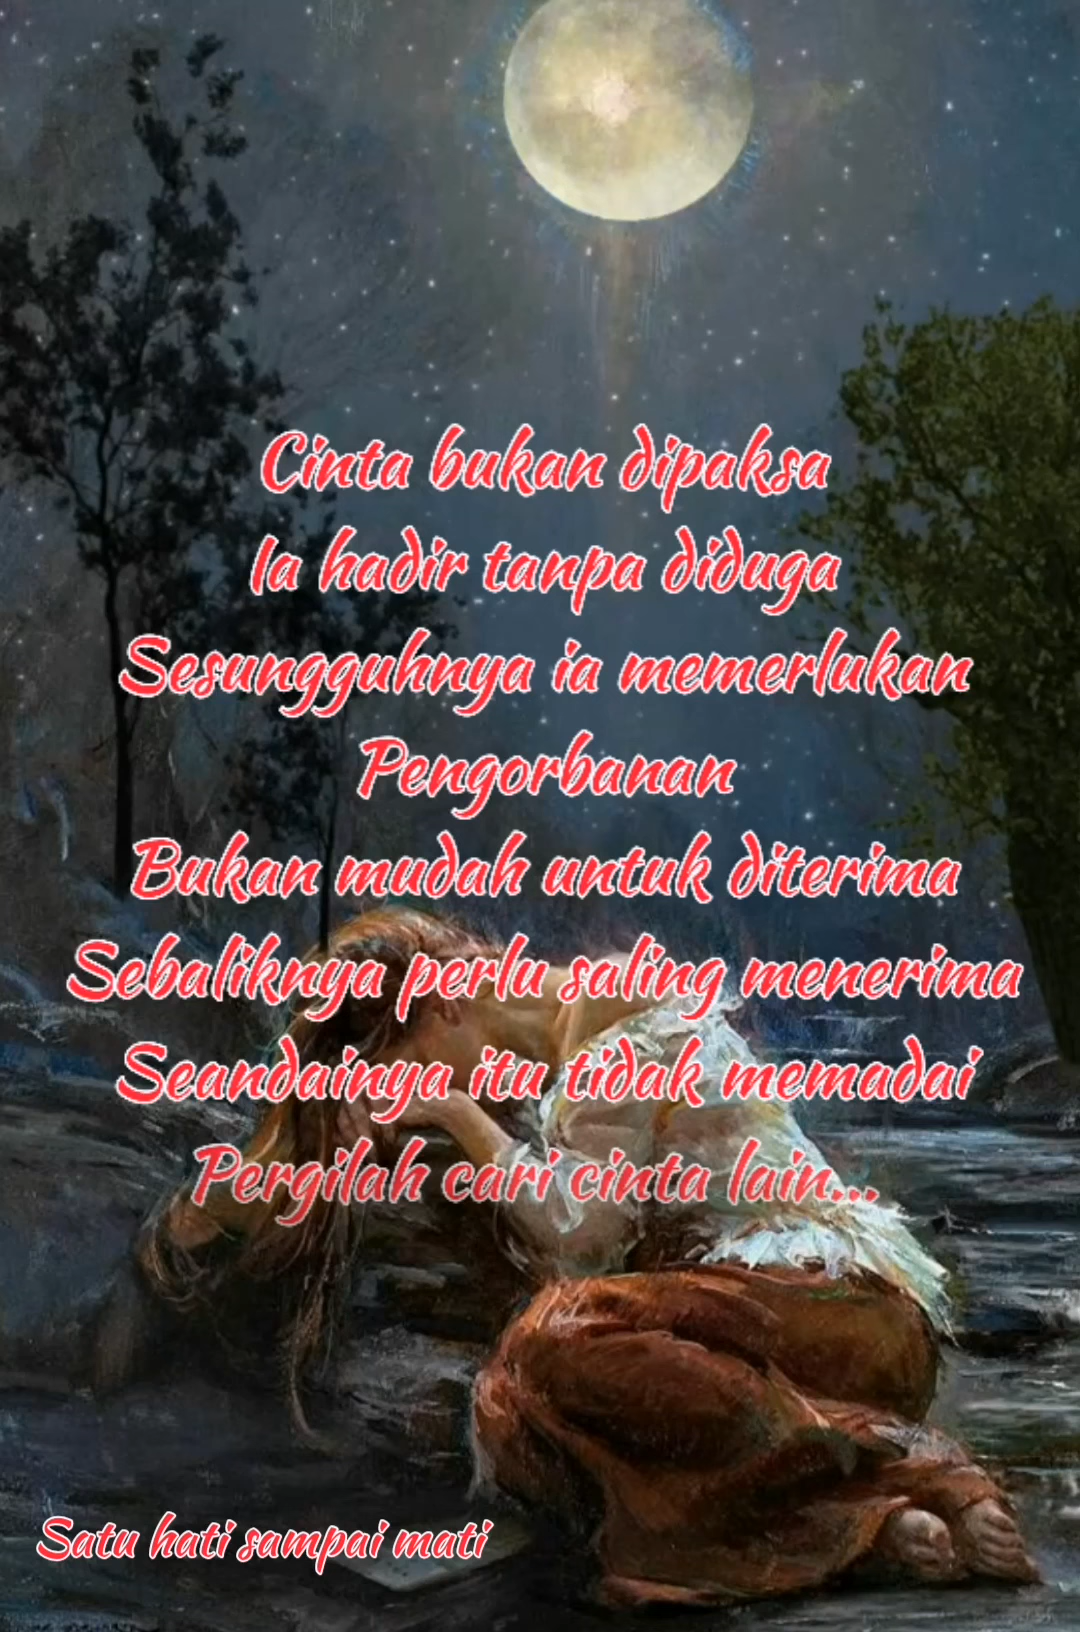 Cinta bukan dipaksa
Ia hadir tanpa diduga
Sesungguhnya ia memerlukan
Pengorbanan
Bukan mudah untuk diterima
Sebaliknya perlu saling menerima
Seandainya itu tidak memadai
Pergilah cari cinta lain...
Satu hati sampai mati